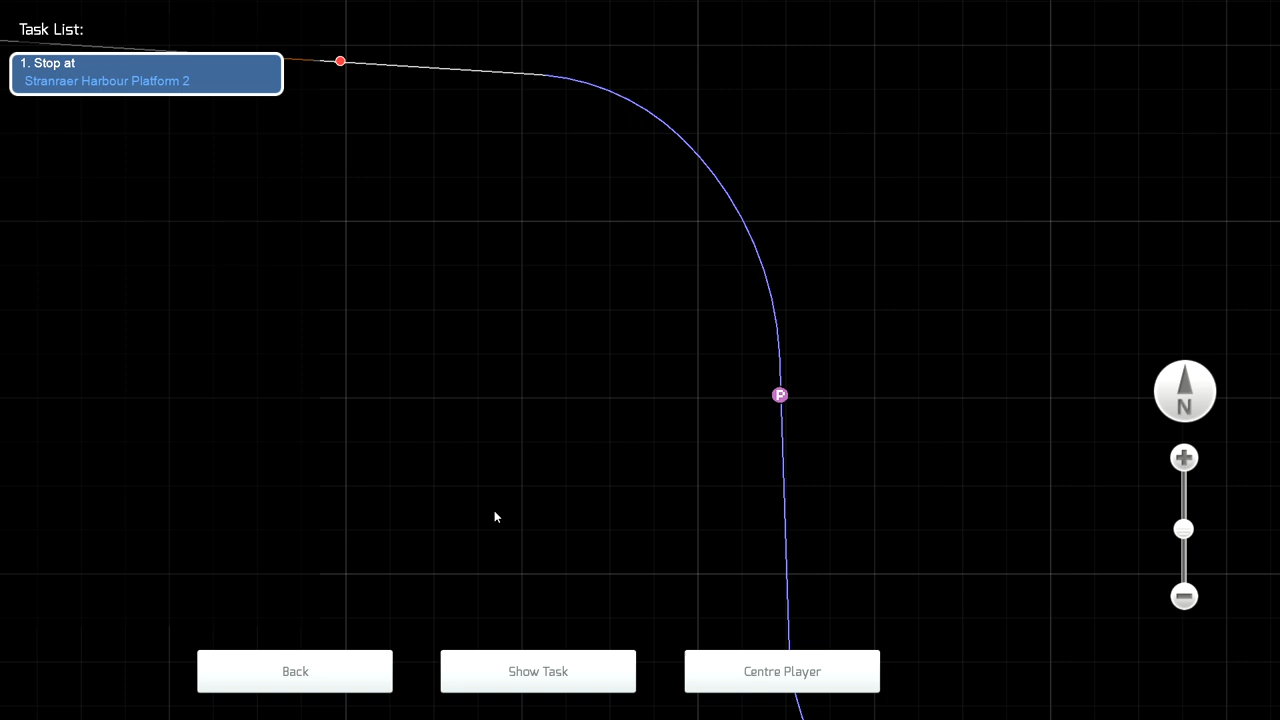 Task List:
1. Stop at
Stranraer Harbour Platform 2
P
N
Back
Show Task
Centre Player